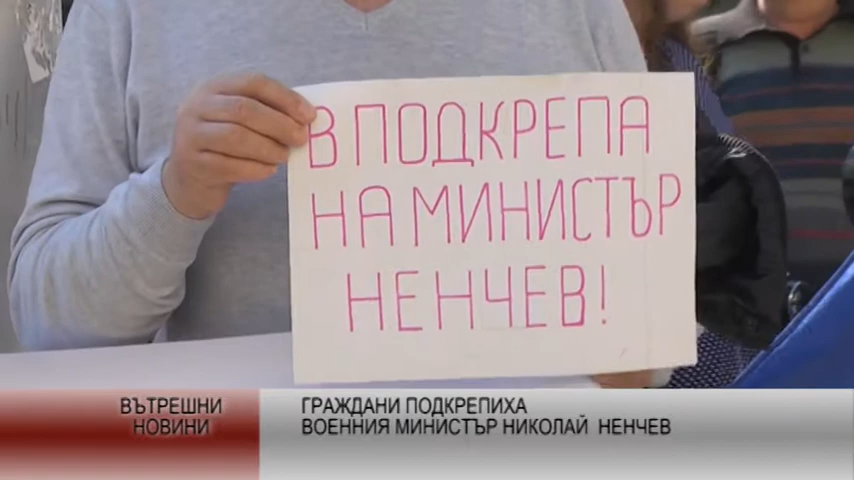 В ПОДКРЕПА
НА МИНИСТЪР
НЕНЧЕВ!
ВЪТРЕШНИ
НОВИНИ
ГРАЖДАНИ ПОДКРЕПИХА
ВОЕННИЯ МИНИСТЪР НИКОЛАЙ НЕНЧЕВ